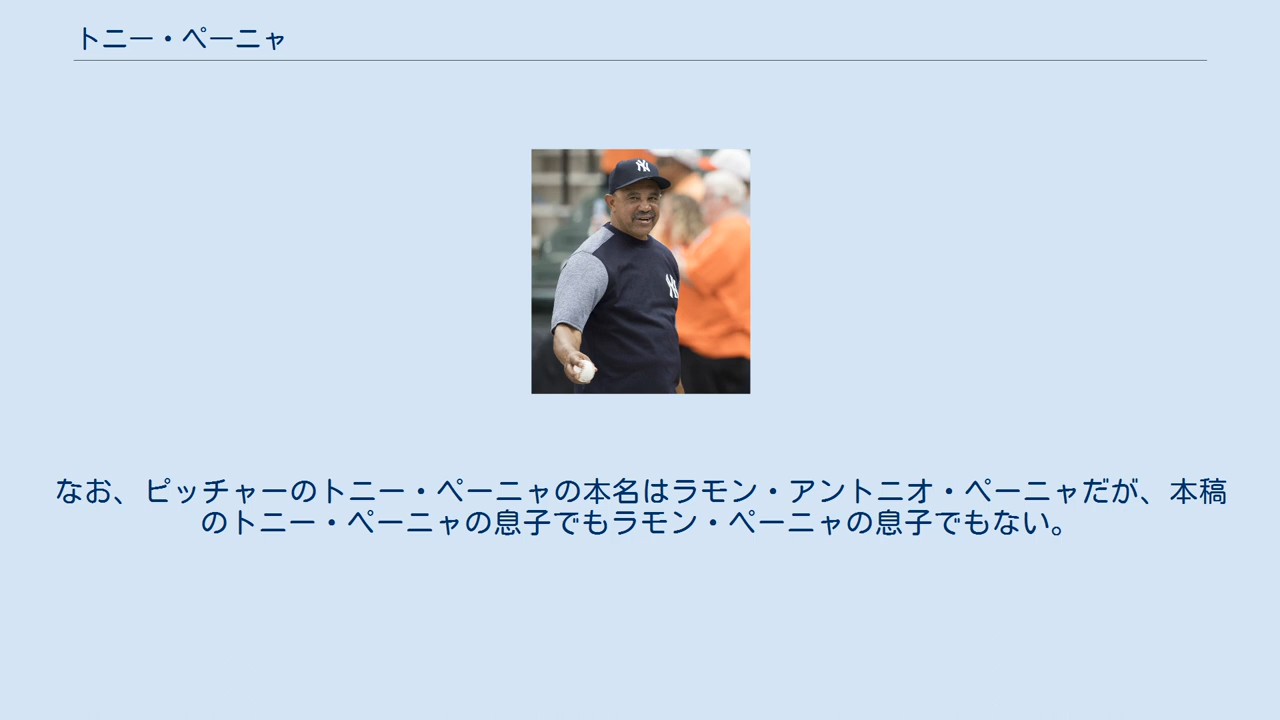 トニー・ペーニャ
なお、ピッチャーのトニー・ペーニャの本名はラモン・アントニオ・ペーニャだが、本稿
のトニー・ペーニャの息子でもラモン・ペーニャの息子でもない。